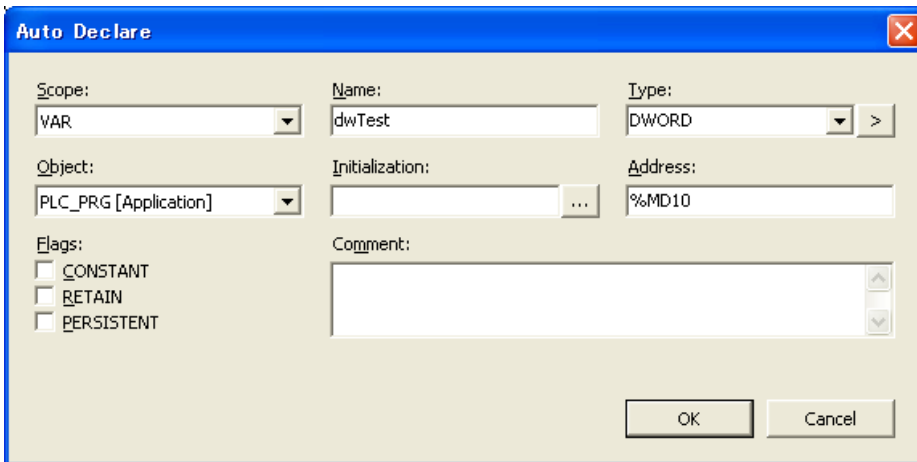 Auto Declare
Scope: Name: Type:
VAR dwTest DWORD >
Object: Initialization: Address:
PLC_PRG [Application] ... %MD10
Flags: Comment:
CONSTANT
RETAIN
PERSISTENT
OK Cancel